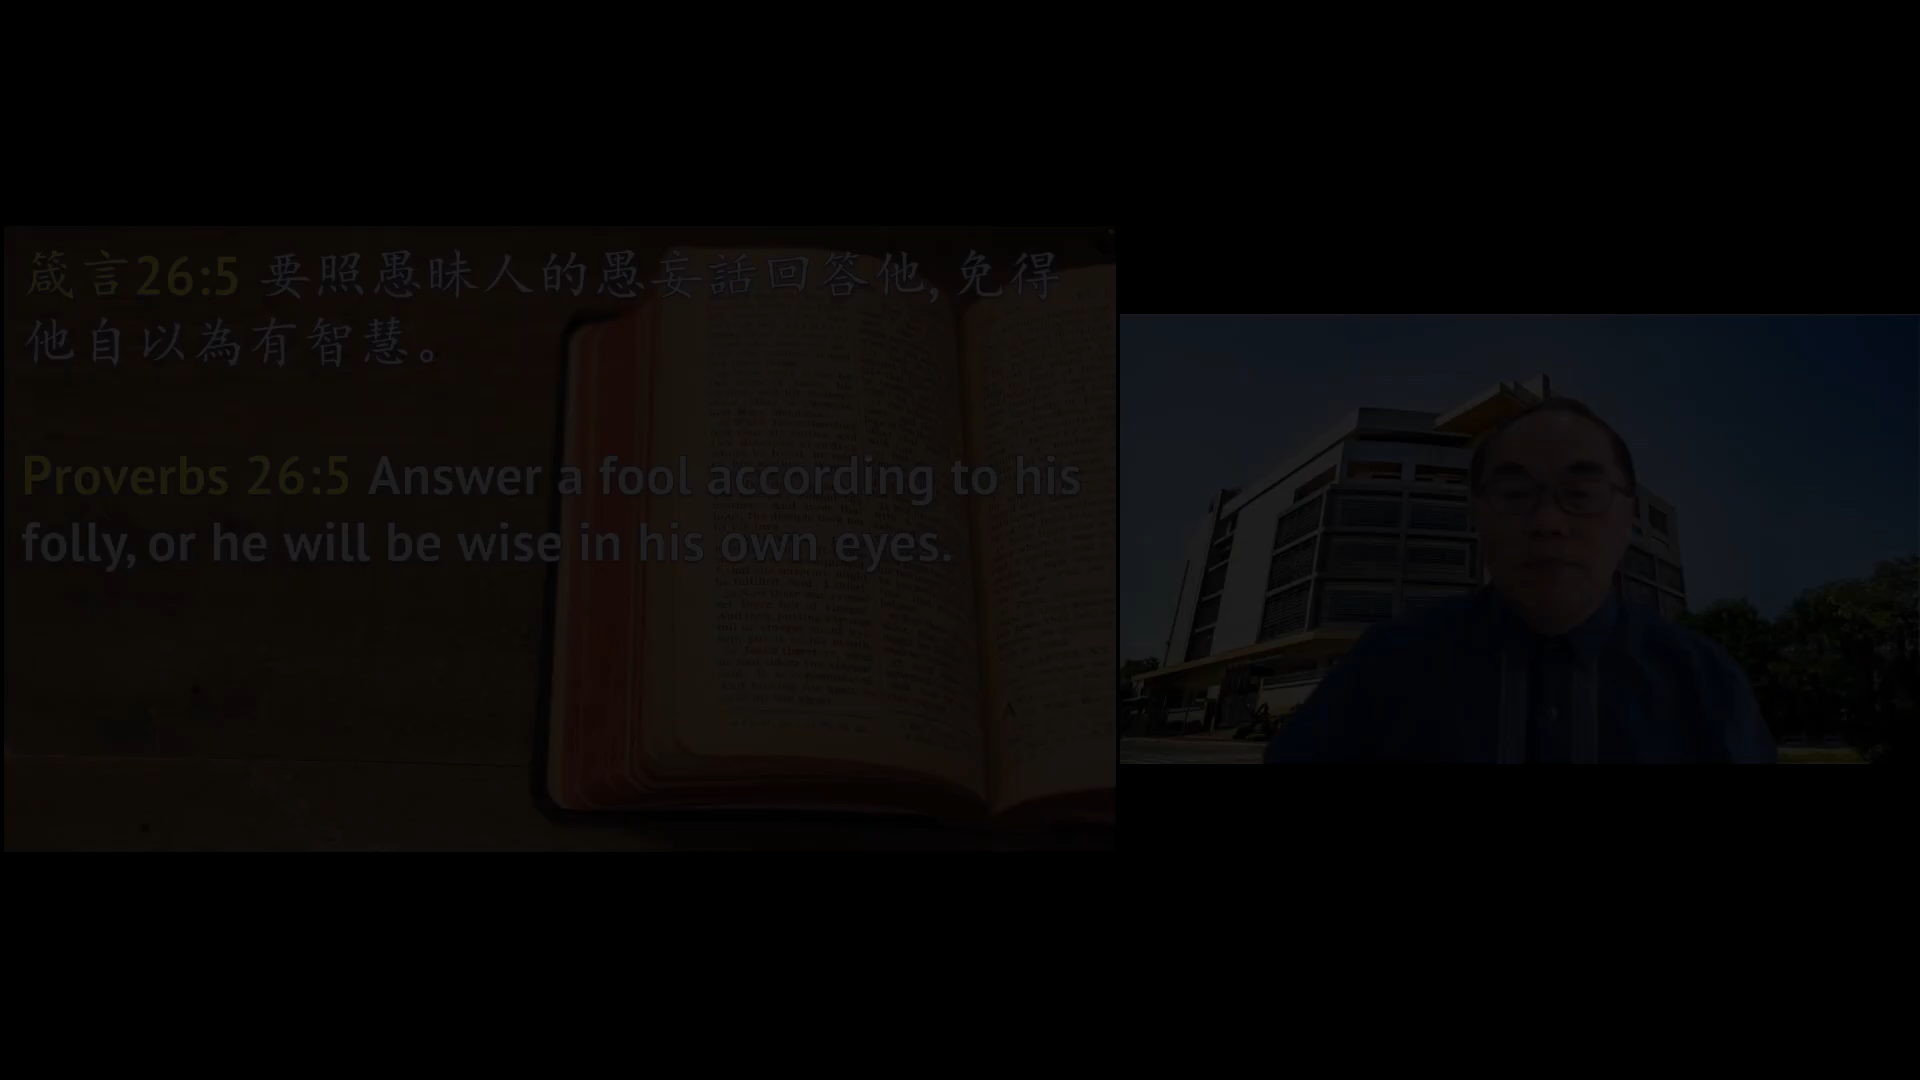 箴言26:5 要照愚昧人的愚妄話回答他, 免得
他自以為有智慧。
Proverbs 26:5 Answer a fool according to his
folly, or he will be wise in his own eyes.